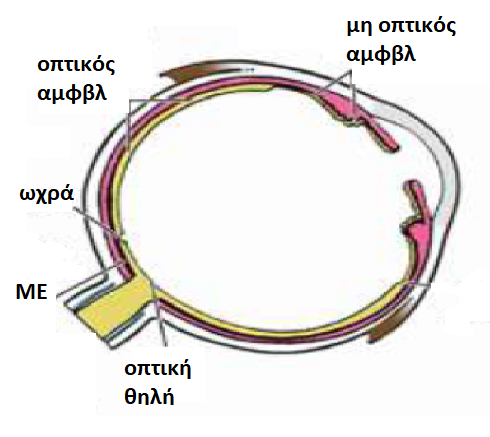 μη οπτικός
αμφβλ
οπτικός
αμφβλ
ωχρά
ΜΕ
οπτική
θηλή